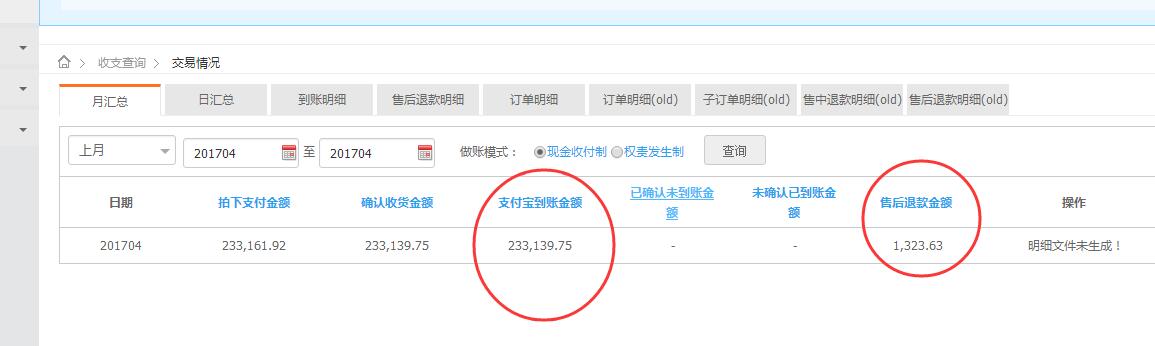 收支查询 交易情况
月汇总 日汇总 到账明细 售后退款明细 订单明细 订单明细(old) 子订单明细(old) 售中退款明细(old) 售后退款明细(old)
上月 201704 至 201704 做账模式： 现金收付制 权责发生制 查询
日期 拍下支付金额 确认收货金额 支付宝到账金额 已确认未到账金额 未确认已到账金额 售后退款金额 操作
201704 233,161.92 233,139.75 233,139.75 - - 1,323.63 明细文件未生成！